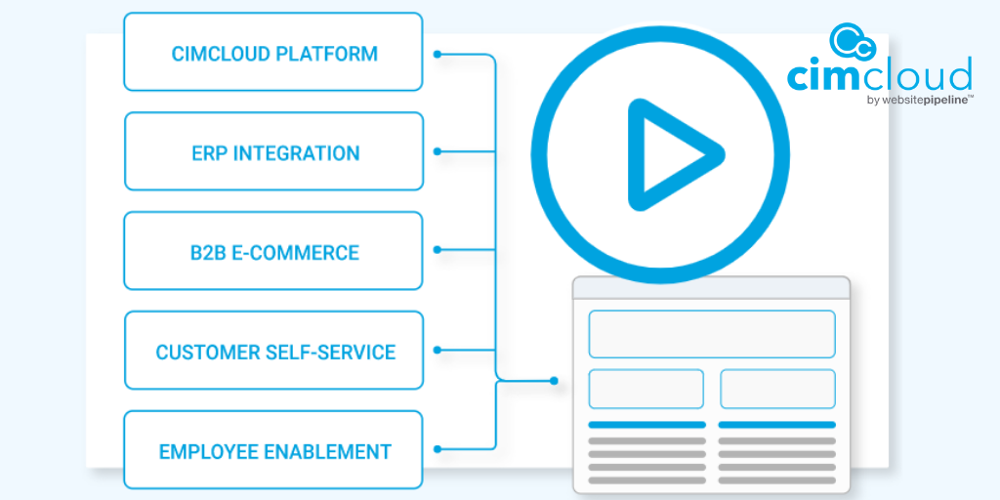 CIMCLOUD PLATFORM
ERP INTEGRATION
B2B E-COMMERCE
CUSTOMER SELF-SERVICE
EMPLOYEE ENABLEMENT
cimcloud
by websitepipeline™